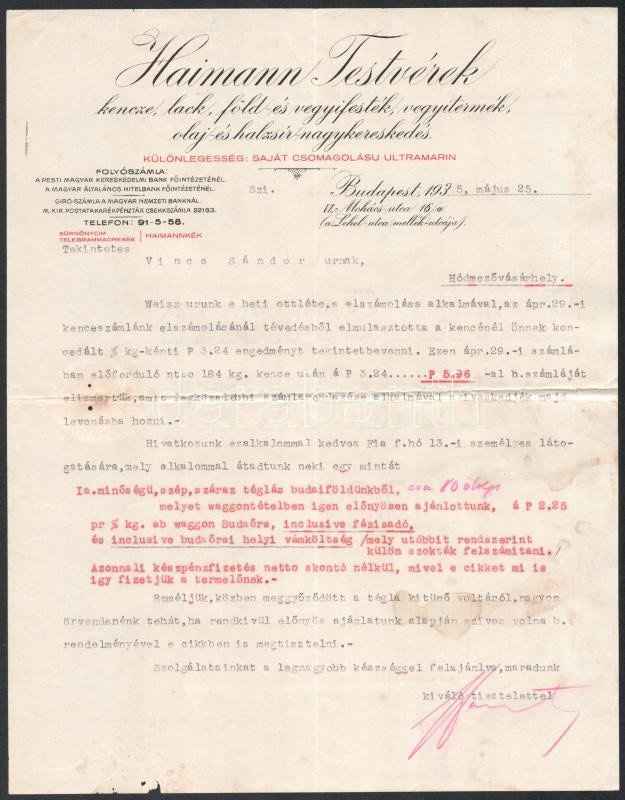 Haimann Testvérek
kencze, lack, föld- és vegyifesték, vegyitermék,
olaj- és halzsír-nagykereskedés.
KÜLÖNLEGESSÉG: SAJÁT CSOMAGOLÁSU ULTRAMARIN
FOLYÓSZÁMLA:
A PESTI MAGYAR KERESKEDELMI BANK FŐINTÉZETÉNÉL.
A MAGYAR ÁLTALÁNOS HITELBANK FŐINTÉZETÉNÉL.
GIRÓ-SZÁMLA A MAGYAR NEMZETI BANKNÁL.
M. KIR. POSTATAKARÉKPÉNZTÁR CSEKKSZÁMLA 22163.
TELEFON: 91-5-58.
SÜRGÖNYCIM
TELEGRAMMADRESSE HAIMANNKÉK
Szi. Budapest, 1935, május 25.
VI. Mohács-utca 16/a
(a Lehel-utca mellék-utcája).
Tekintetes
Vince Sándor urnak,
Hódmezővásárhely.
Weisz urunk e heti ottléte,s elszámolása alkalmával,az ápr.29.-i
kenceszámlánk elszámolásánál tévedésből elmulasztotta a kencénél önnek kon-
cedált % kg-kénti P 3.24 engedményt tekintetbevenni. Ezen ápr.29.-i számlá-
ban előforduló ntto 184 kg. kence után á P 3.24......P 5.96 -al b.számláját
elismertük,amit legközelebbi számlarendezése alkalmával sziveskedjék majd
levonásba hozni.-
Hivatkozunk ezalkalommal kedves Fia f.hó 13.-i személyes láto-
gatására,mely alkalommal átadtunk neki egy mintát
Ia.minőségü,szép,száraz téglás budaiföldünkből,
melyet waggontételben igen előnyösen ajánlottunk, á P 2.25
pr % kg. ab waggon Budaörs, inclusive fázisadó,
és inclusive budaörsi helyi vámköltség /mely utóbbit rendszerint
külön szokták felszámitani./
Azonnali készpénzfizetés netto skontó nélkül, mivel e cikket mi is
igy fizetjük a termelőnek.-
Reméljük,közben meggyőződött a tégla kitünő voltáról,nagyon
örvendenénk tehát,ha rendkivül előnyös ajánlatunk alapján szives volna b.
rendelményével e cikkben is megtisztelni.-
Szolgálatainkat a legnagyobb készséggel felajánlva,maradunk
kiváló tisztelettel